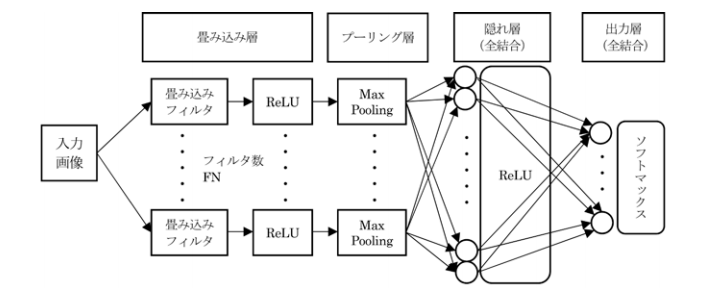 畳み込み層
プーリング層
隠れ層
(全結合)
出力層
(全結合)
入力
画像
畳み込み
フィルタ
ReLU
Max
Pooling
フィルタ数
FN
畳み込み
フィルタ
ReLU
Max
Pooling
ReLU
ソフトマックス